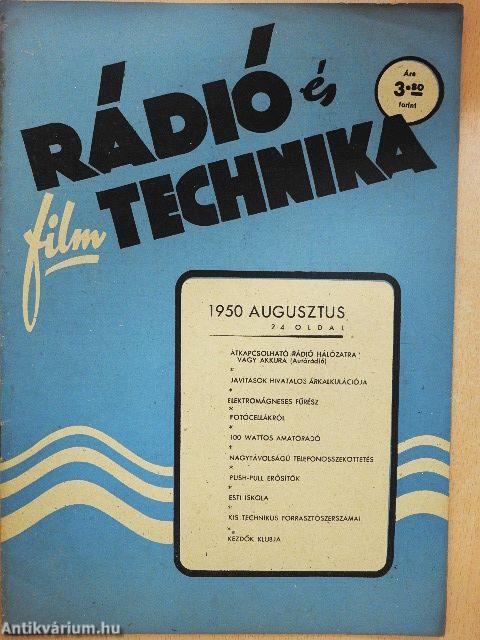 RÁDIÓ és
film TECHNIKA
Ára
3·80
forint
1950 AUGUSZTUS
24 OLDAL
ÁTKAPCSOLHATÓ RÁDIÓ HÁLÓZATRA
VAGY AKKURA (Autórádió)
*
JAVITÁSOK HIVATALOS ÁRKALKULÁCIÓJA
*
ELEKTROMÁGNESES FŰRÉSZ
*
FOTÓCELLÁKRÓL
*
100 WATTOS AMATŐRADÓ
*
NAGYTÁVOLSÁGÚ TELEFONÖSSZEKÖTTETÉS
*
PUSH-PULL ERŐSÍTŐK
*
ESTI ISKOLA
*
KIS TECHNIKUS FORRASZTÓSZERSZÁMAI
*
KEZDŐK KLUBJA
Antikvárium.hu